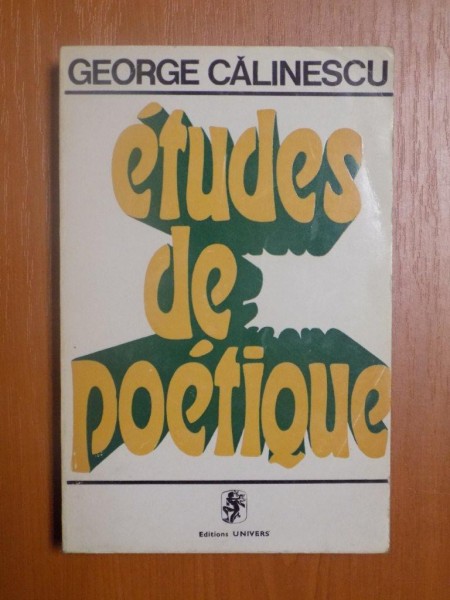 GEORGE CĂLINESCU
études
de
poétique
Editions UNIVERS